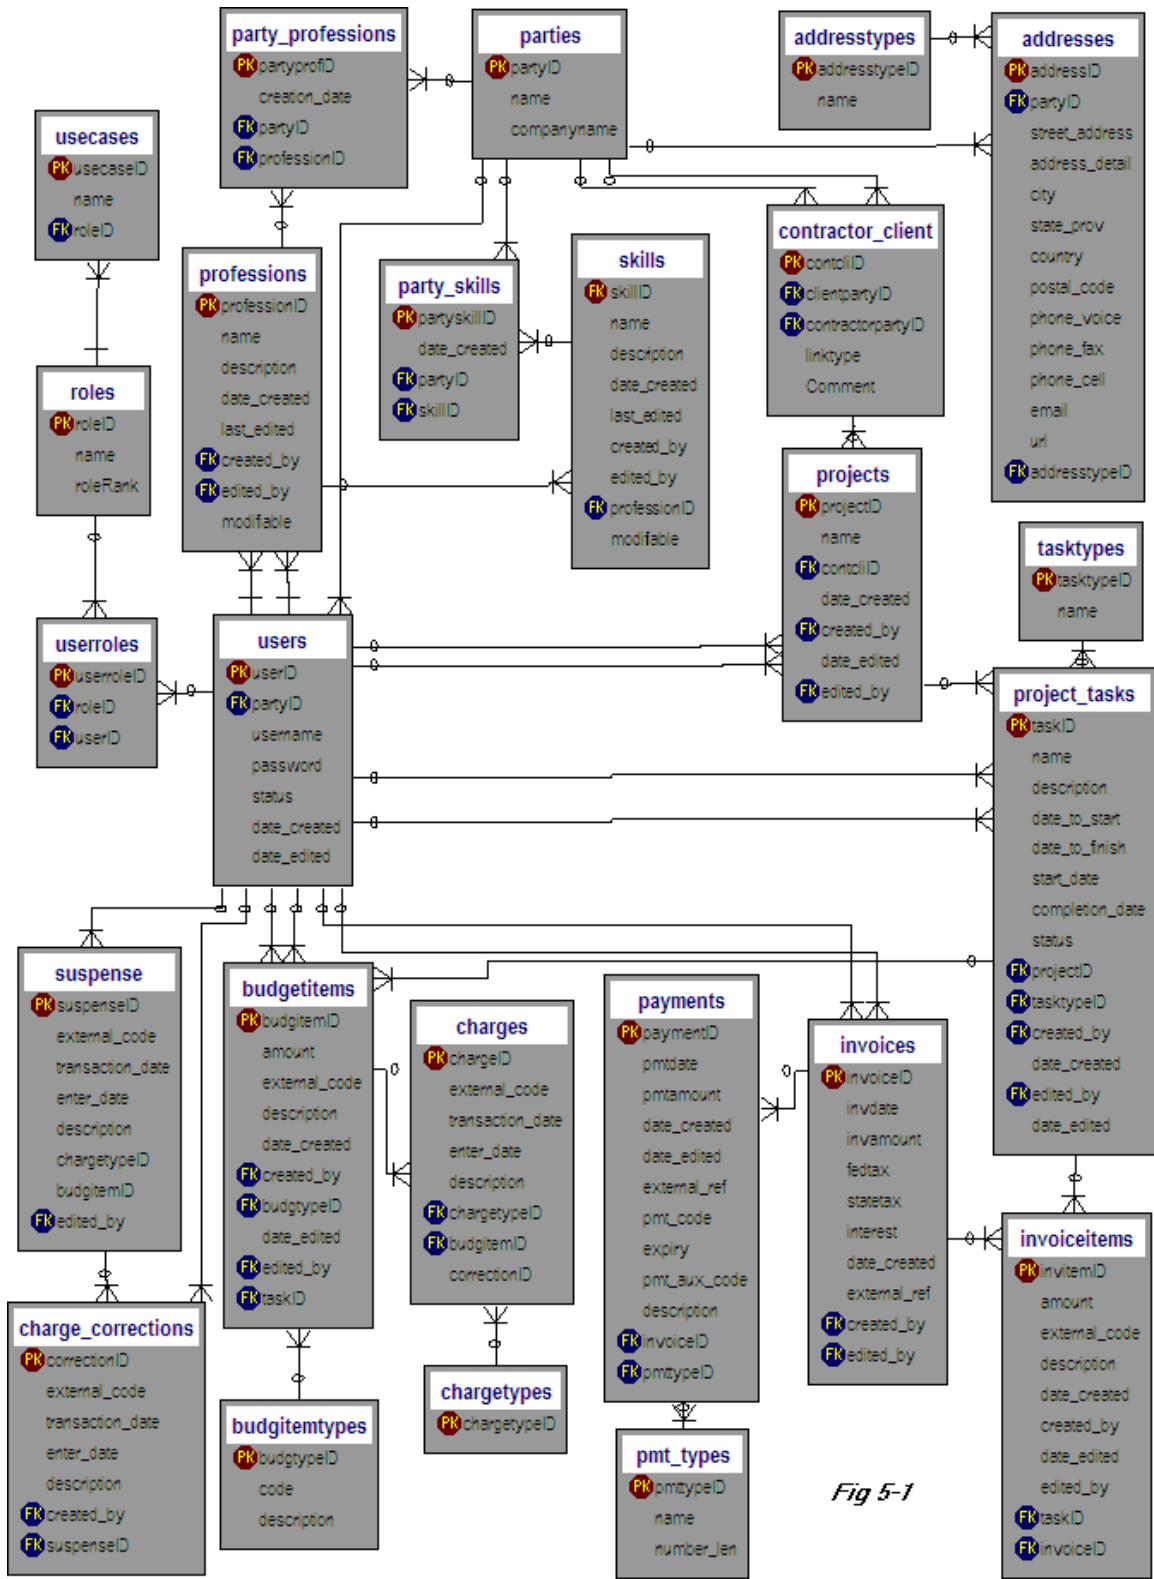 party_professions
PK partyprofID
creation_date
FK partyID
FK professionID
parties
PK partyID
name
companyname
addresstypes
PK addresstypeID
name
addresses
PK addressID
FK partyID
street_address
address_detail
city
state_prov
country
postal_code
phone_voice
phone_fax
phone_cell
email
url
FK addresstypeID
usecases
PK usecaseID
name
FK roleID
professions
PK professionID
name
description
date_created
last_edited
FK created_by
FK edited_by
modifiable
party_skills
PK partyskillID
date_created
FK partyID
FK skillID
skills
FK skillID
name
description
date_created
last_edited
created_by
edited_by
FK professionID
modifiable
contractor_client
PK contcliID
FK clientpartyID
FK contractorpartyID
linktype
Comment
roles
PK roleID
name
roleRank
projects
PK projectID
name
FK contcliID
date_created
FK created_by
date_edited
FK edited_by
tasktypes
PK tasktypeID
name
userroles
PK userroleID
FK roleID
FK userID
users
PK userID
FK partyID
username
password
status
date_created
date_edited
project_tasks
PK taskID
name
description
date_to_start
date_to_finish
start_date
completion_date
status
FK projectID
FK tasktypeID
FK created_by
date_created
FK edited_by
date_edited
suspense
PK suspenseID
external_code
transaction_date
enter_date
description
chargetypeID
budgitemID
FK edited_by
budgetitems
PK budgitemID
amount
external_code
description
date_created
FK created_by
FK budgtypeID
date_edited
FK edited_by
FK taskID
charges
PK chargeID
external_code
transaction_date
enter_date
description
FK chargetypeID
FK budgitemID
correctionID
payments
PK paymentID
pmtdate
pmtamount
date_created
date_edited
external_ref
pmt_code
expiry
pmt_aux_code
description
FK invoiceID
FK pmttypeID
invoices
PK invoiceID
invdate
invamount
fedtax
statetax
interest
date_created
external_ref
FK created_by
FK edited_by
invoiceitems
PK invitemID
amount
external_code
description
date_created
created_by
date_edited
edited_by
FK taskID
FK invoiceID
charge_corrections
PK correctionID
external_code
transaction_date
enter_date
description
FK created_by
FK suspenseID
budgitemtypes
PK budgtypeID
code
description
chargetypes
PK chargetypeID
pmt_types
PK pmttypeID
name
number_len
Fig 5-1